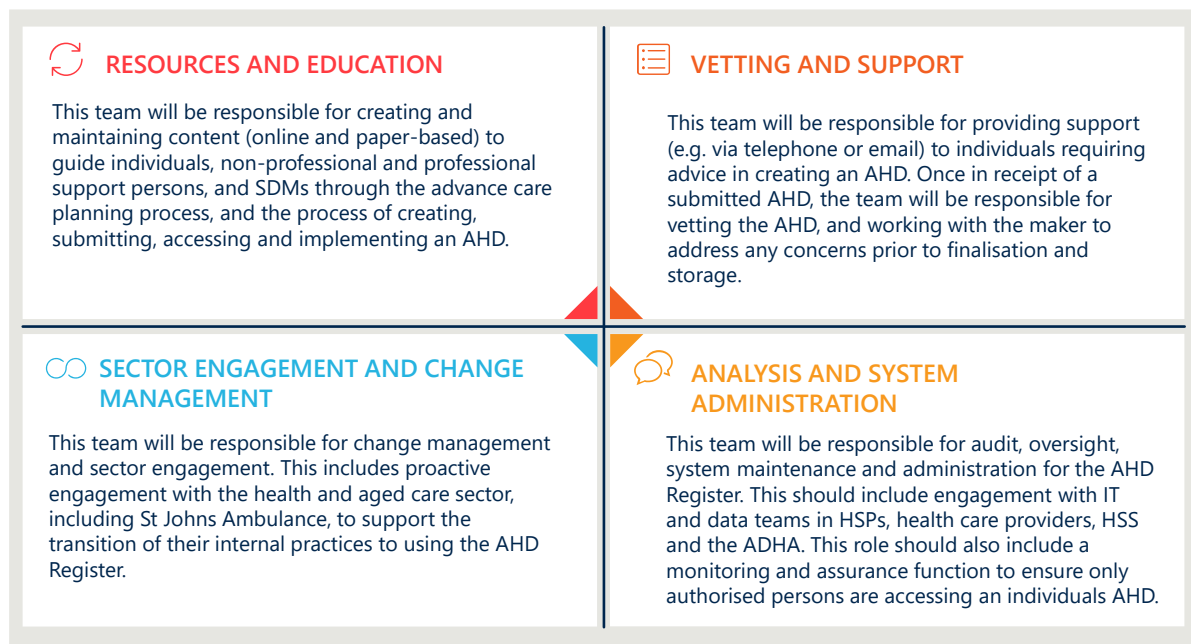 RESOURCES AND EDUCATION
This team will be responsible for creating and
maintaining content (online and paper-based) to
guide individuals, non-professional and professional
support persons, and SDMs through the advance care
planning process, and the process of creating,
submitting, accessing and implementing an AHD.
VETTING AND SUPPORT
This team will be responsible for providing support
(e.g. via telephone or email) to individuals requiring
advice in creating an AHD. Once in receipt of a
submitted AHD, the team will be responsible for
vetting the AHD, and working with the maker to
address any concerns prior to finalisation and
storage.
SECTOR ENGAGEMENT AND CHANGE
MANAGEMENT
This team will be responsible for change management
and sector engagement. This includes proactive
engagement with the health and aged care sector,
including St Johns Ambulance, to support the
transition of their internal practices to using the AHD
Register.
ANALYSIS AND SYSTEM
ADMINISTRATION
This team will be responsible for audit, oversight,
system maintenance and administration for the AHD
Register. This should include engagement with IT
and data teams in HSPs, health care providers, HSS
and the ADHA. This role should also include a
monitoring and assurance function to ensure only
authorised persons are accessing an individuals AHD.